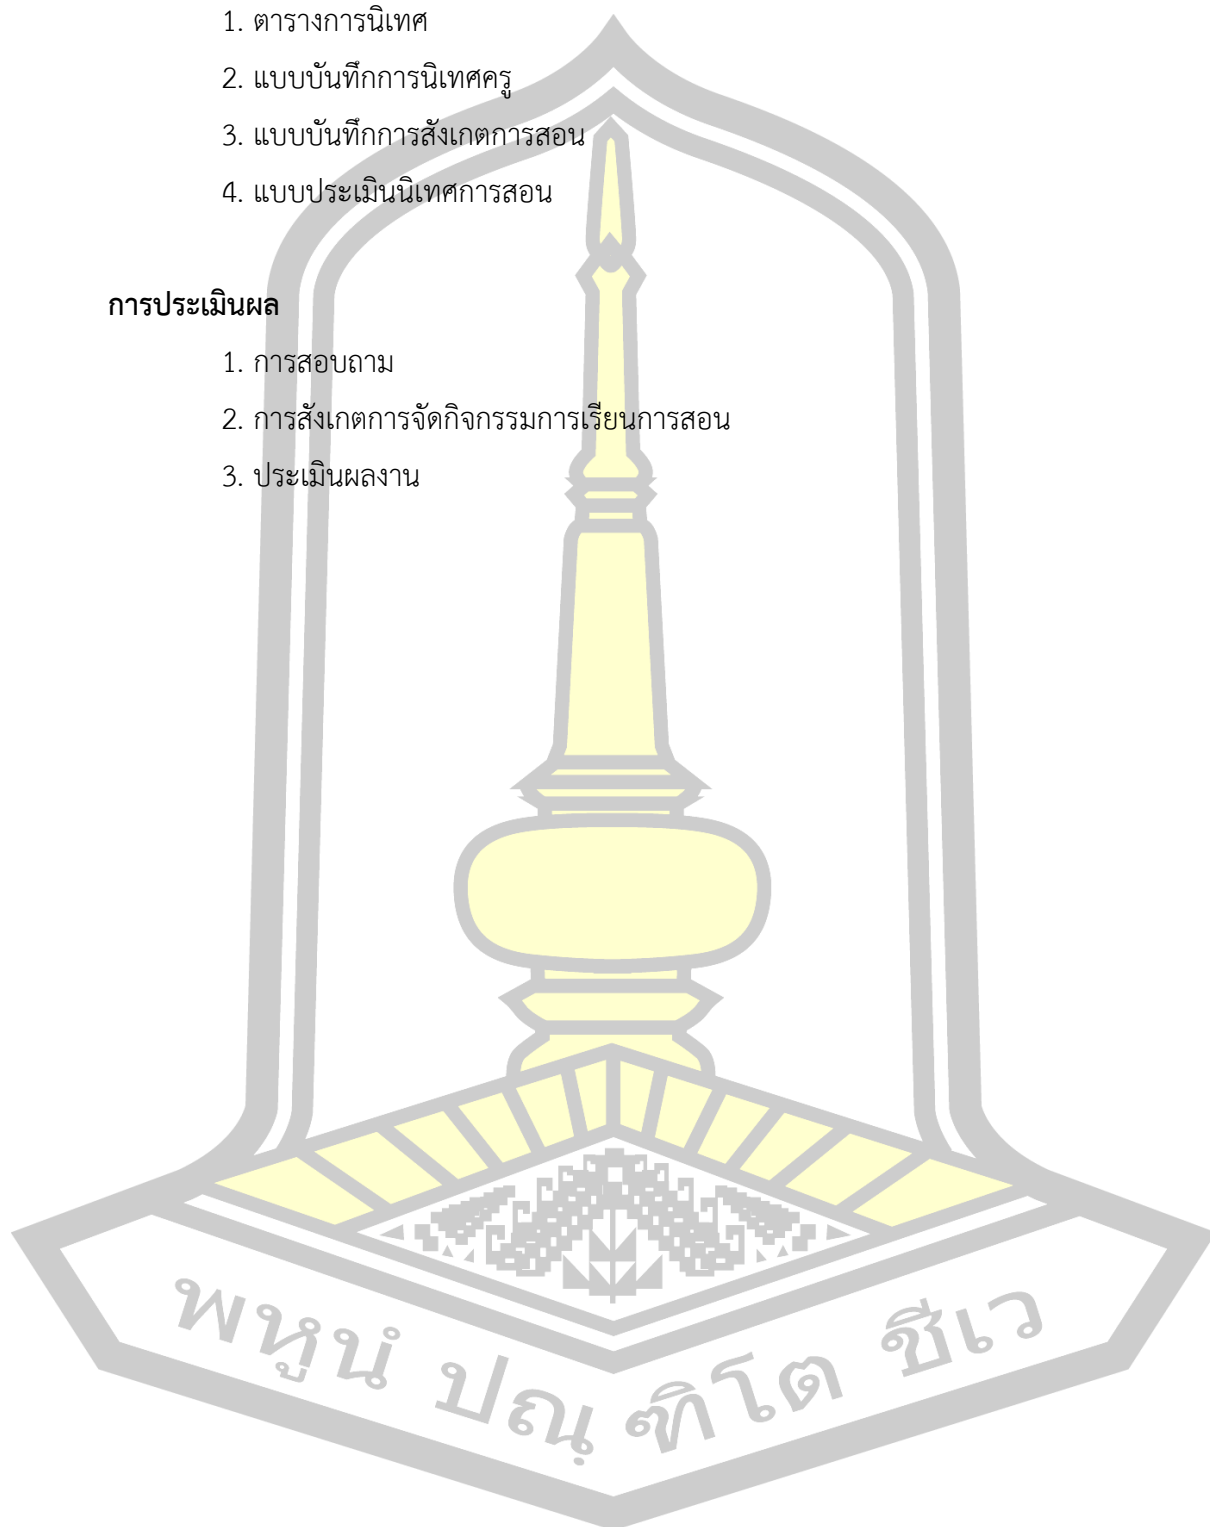 1. ตารางการนิเทศ
2. แบบบันทึกการนิเทศครู
3. แบบบันทึกการสังเกตการสอน
4. แบบประเมินนิเทศการสอน
การประเมินผล
1. การสอบถาม
2. การสังเกตการจัดกิจกรรมการเรียนการสอน
3. ประเมินผลงาน
พหูนํ ปณฺฑิโต ชีเว